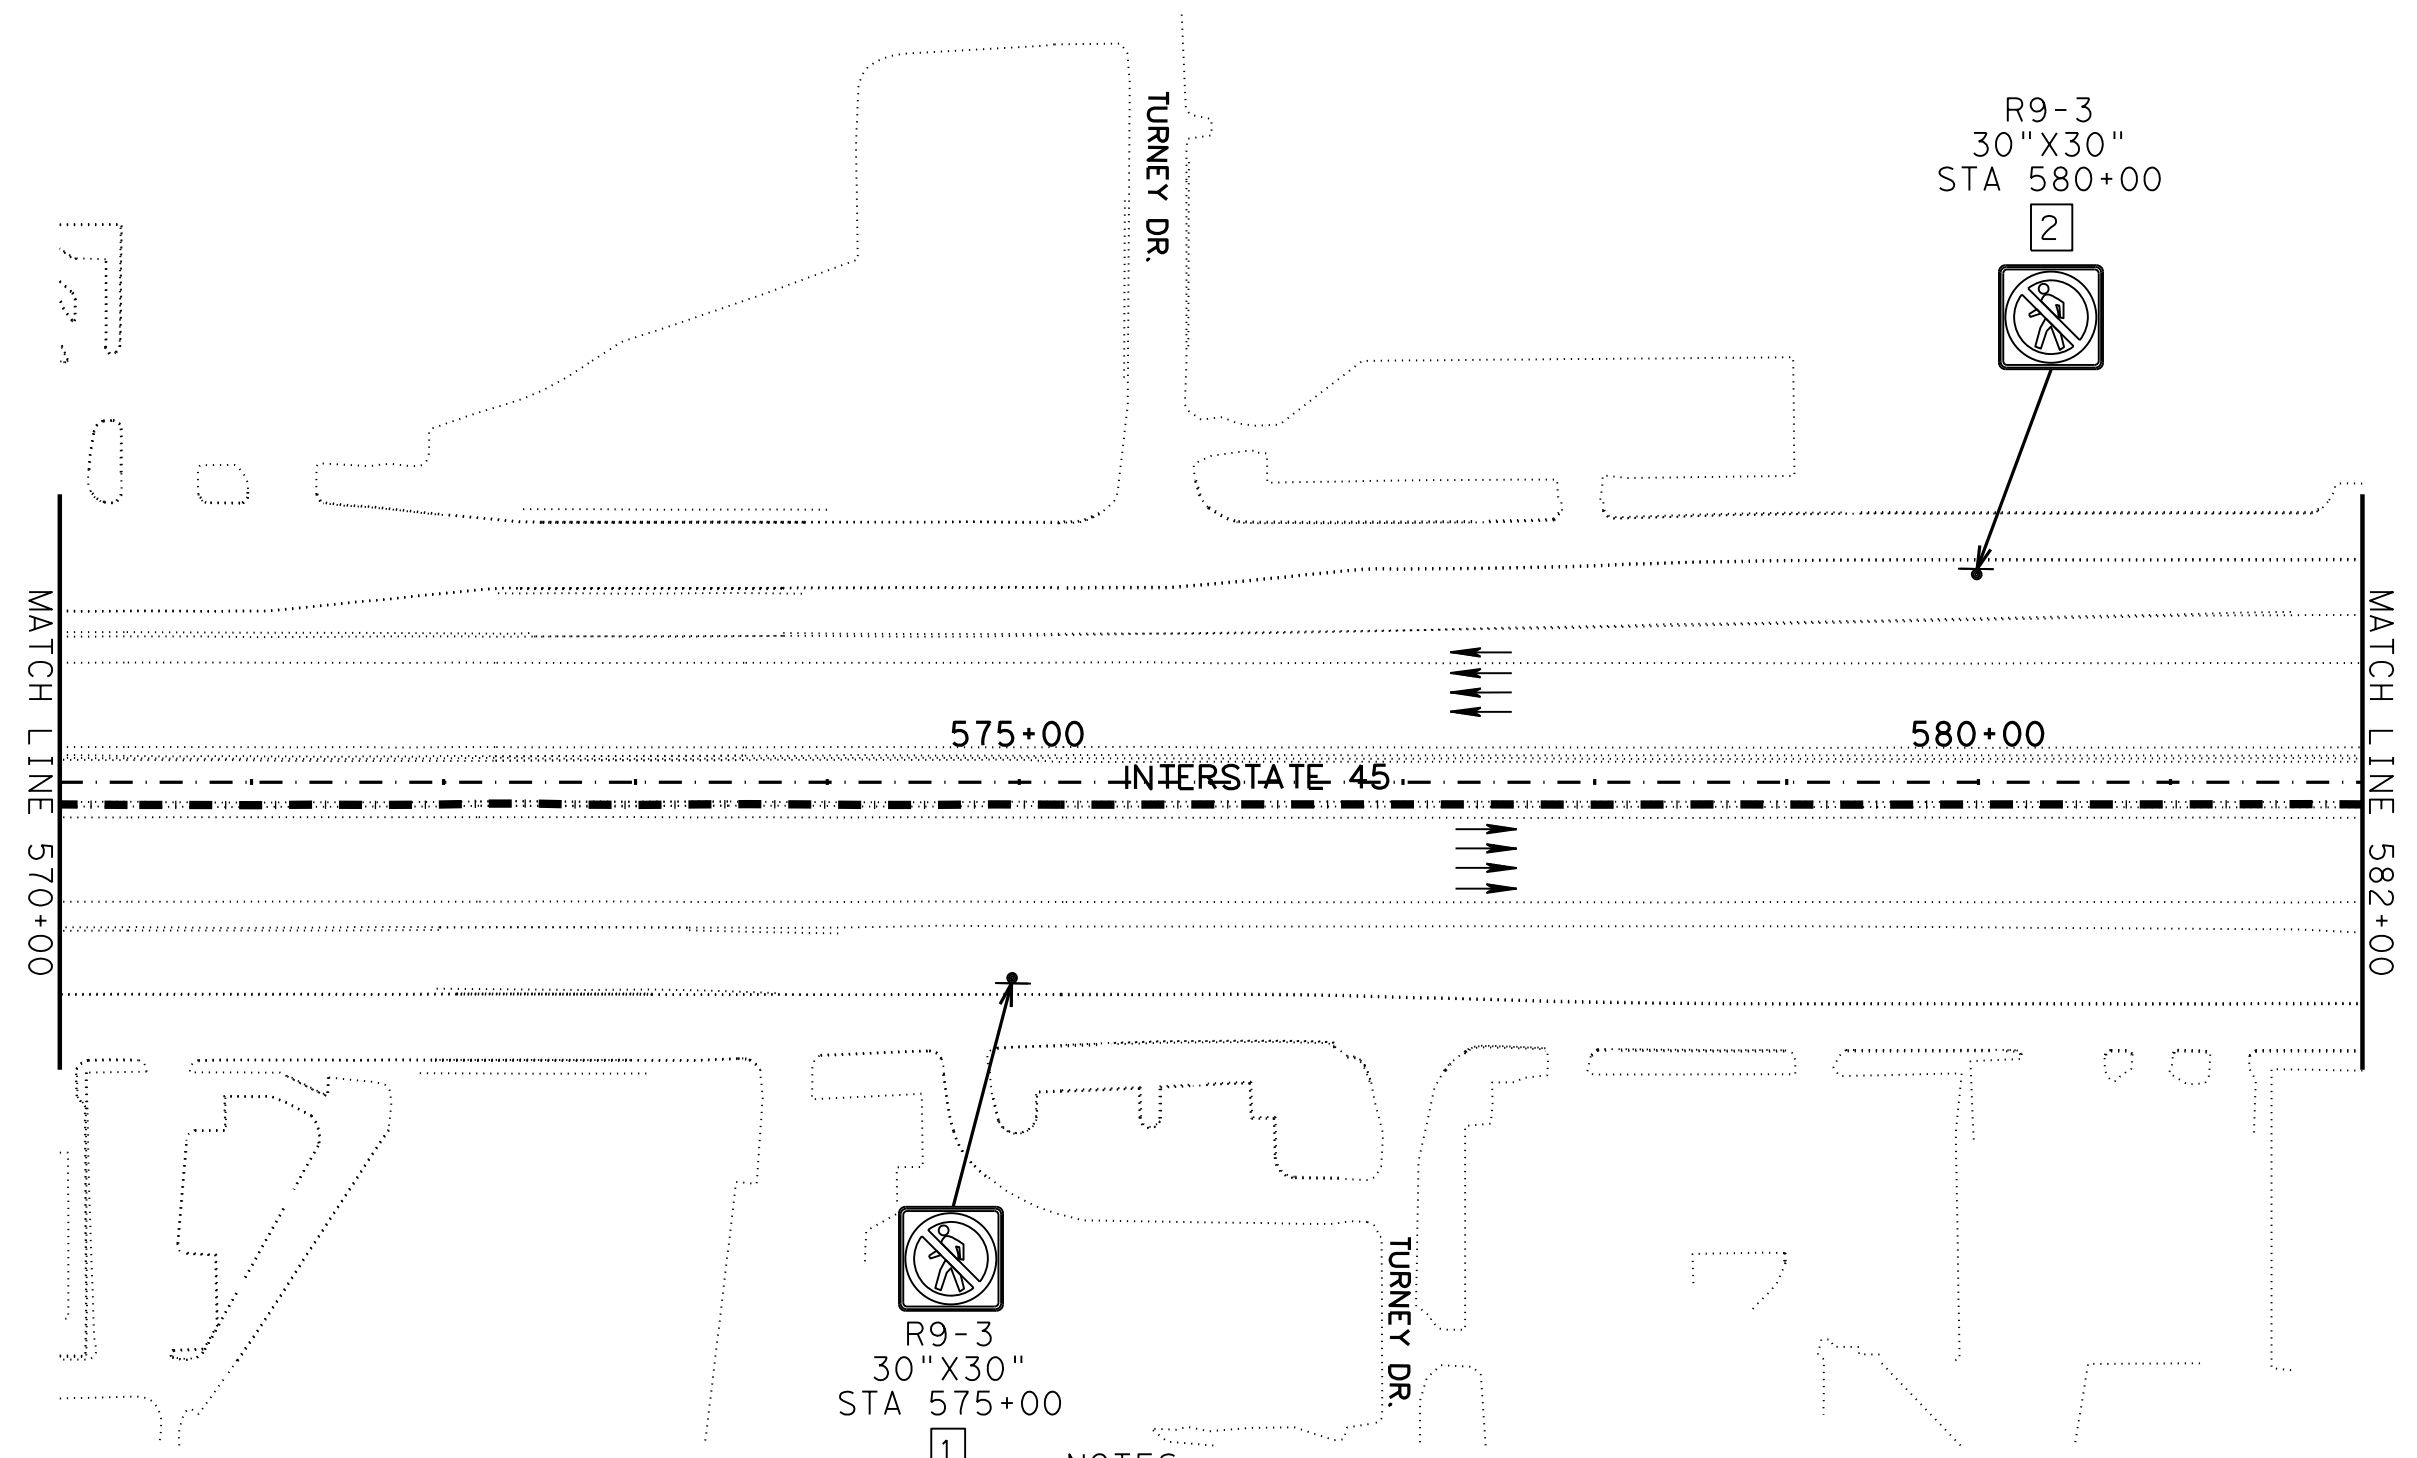 TURNEY DR.
R9-3
30"X30"
STA 580+00
2
MATCH LINE 570+00
MATCH LINE 582+00
575+00
580+00
INTERSTATE 45
TURNEY DR.
R9-3
30"X30"
STA 575+00
1
NOTES